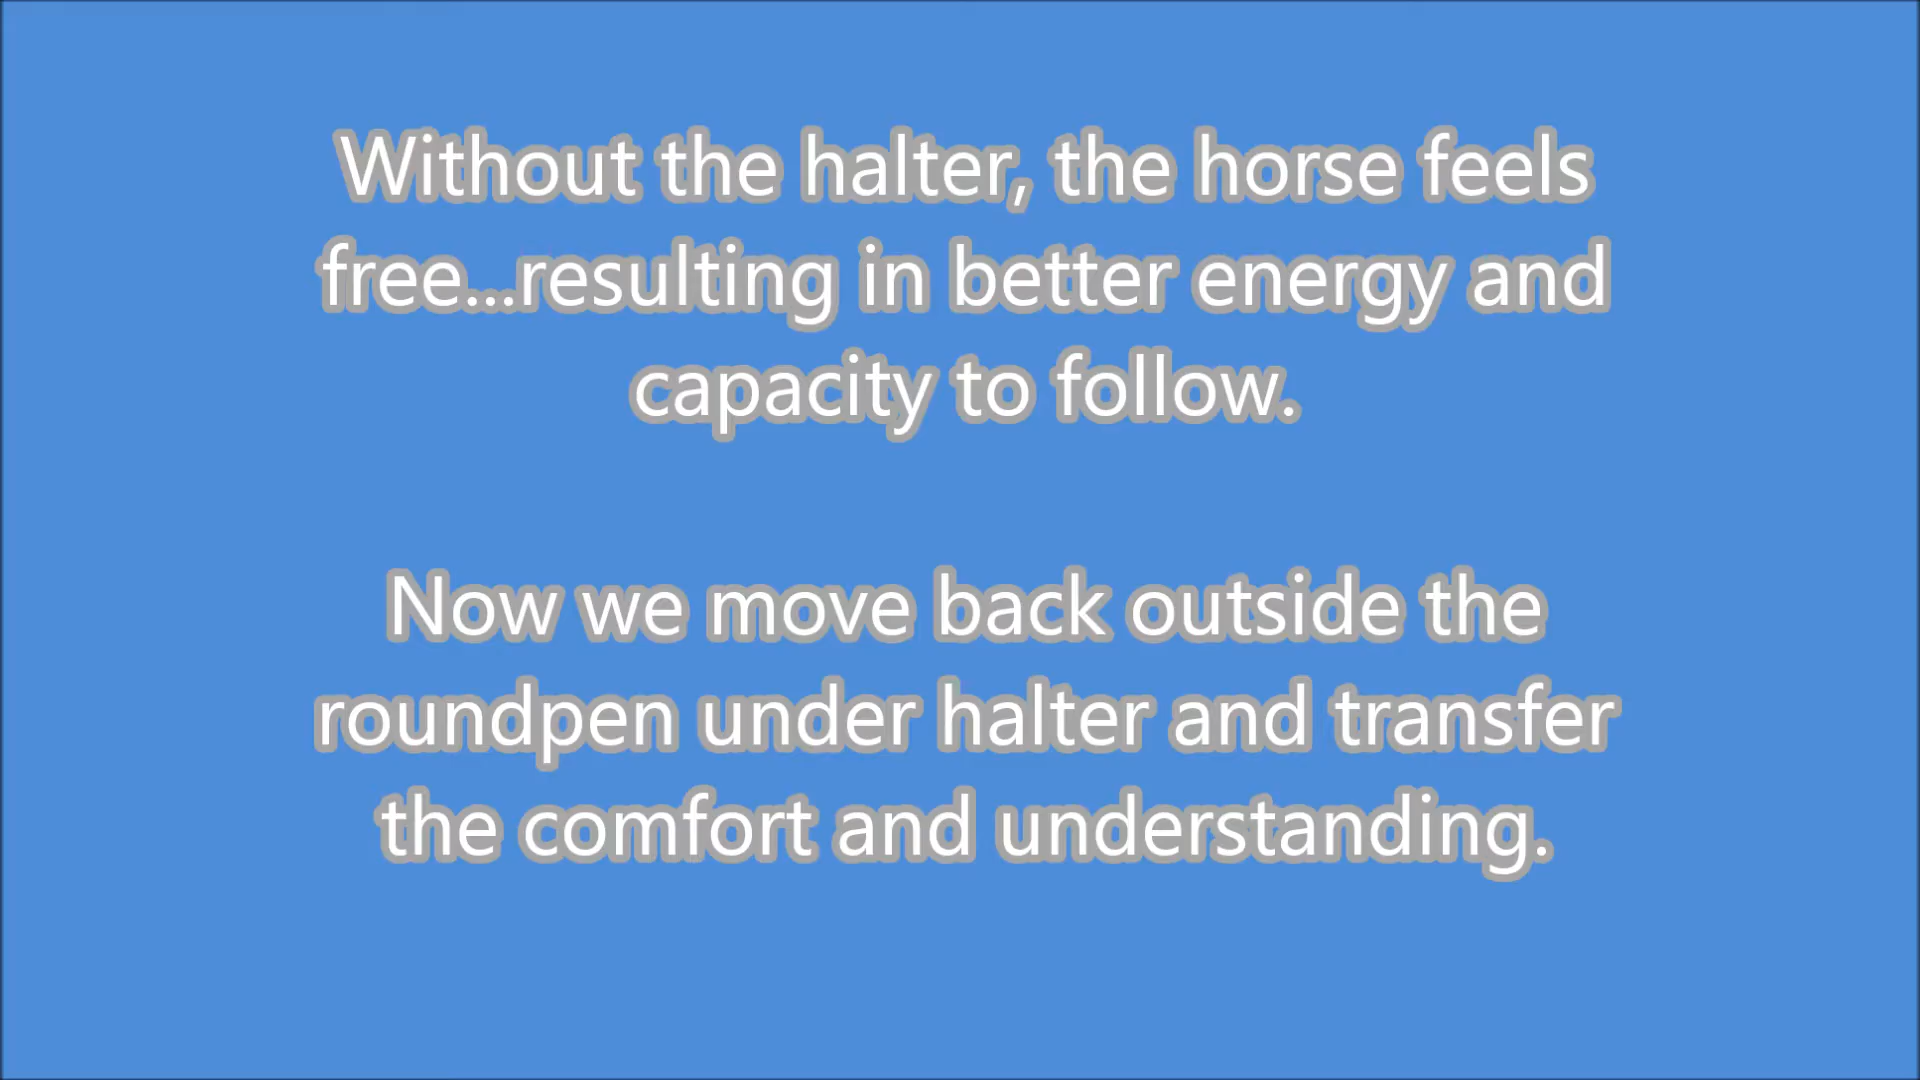 Without the halter, the horse feels
free...resulting in better energy and
capacity to follow.
Now we move back outside the
roundpen under halter and transfer
the comfort and understanding.